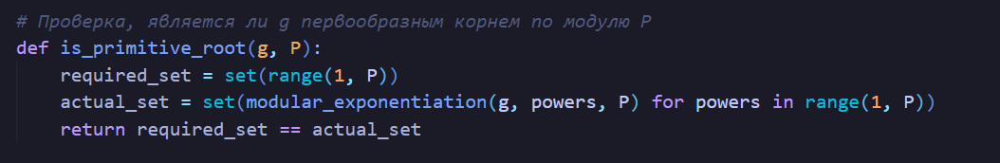 # Проверка, является ли g первообразным корнем по модулю P
def is_primitive_root(g, P):
    required_set = set(range(1, P))
    actual_set = set(modular_exponentiation(g, powers, P) for powers in range(1, P))
    return required_set == actual_set